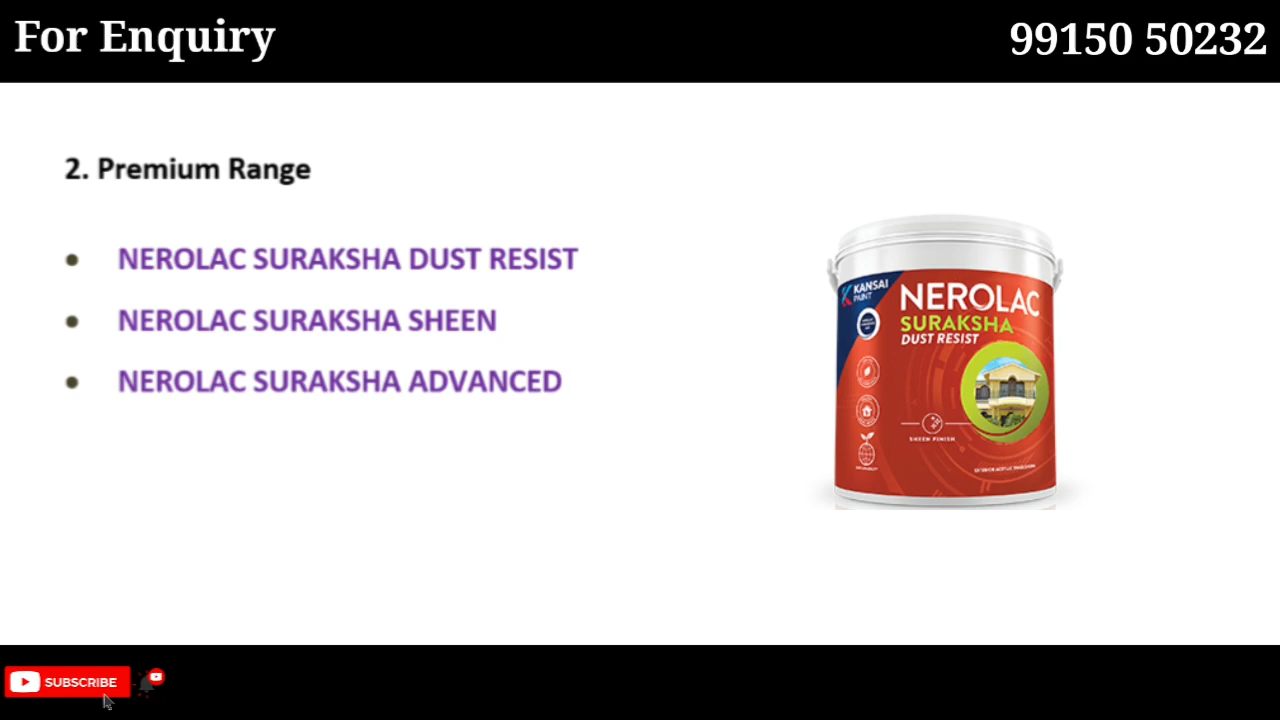 For Enquiry
99150 50232
2. Premium Range
• NEROLAC SURAKSHA DUST RESIST
• NEROLAC SURAKSHA SHEEN
• NEROLAC SURAKSHA ADVANCED
KANSAI
PAINT
NEROLAC
SURAKSHA
DUST RESIST
SHEEN FINISH
SUBSCRIBE